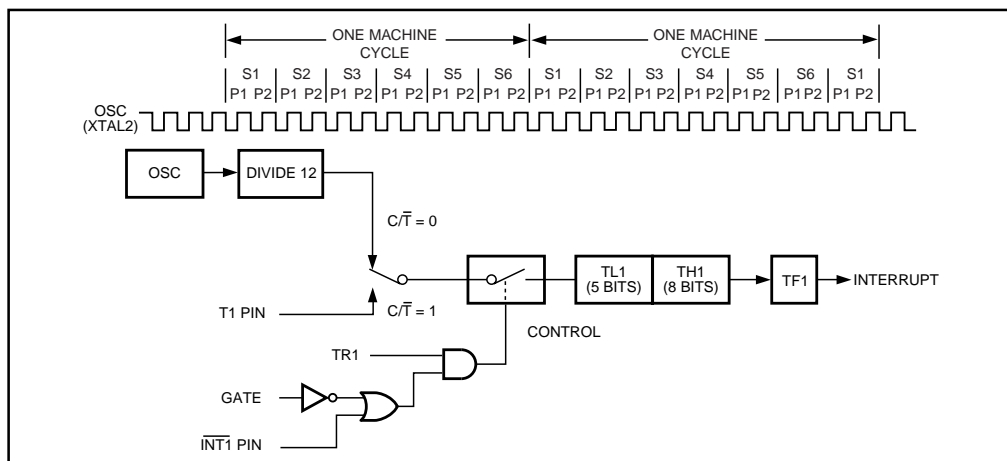 ONE MACHINE
CYCLE
ONE MACHINE
CYCLE
S1 S2 S3 S4 S5 S6 S1 S2 S3 S4 S5 S6 S1
P1 P2 P1 P2 P1 P2 P1 P2 P1 P2 P1 P2 P1 P2 P1 P2 P1 P2 P1 P2 P1 P2 P1 P2 P1 P2
OSC
(XTAL2)
OSC
DIVIDE 12
C/T̅ = 0
TL1
(5 BITS)
TH1
(8 BITS)
TF1
INTERRUPT
T1 PIN
C/T̅ = 1
CONTROL
TR1
GATE
I̅N̅T̅1̅ PIN